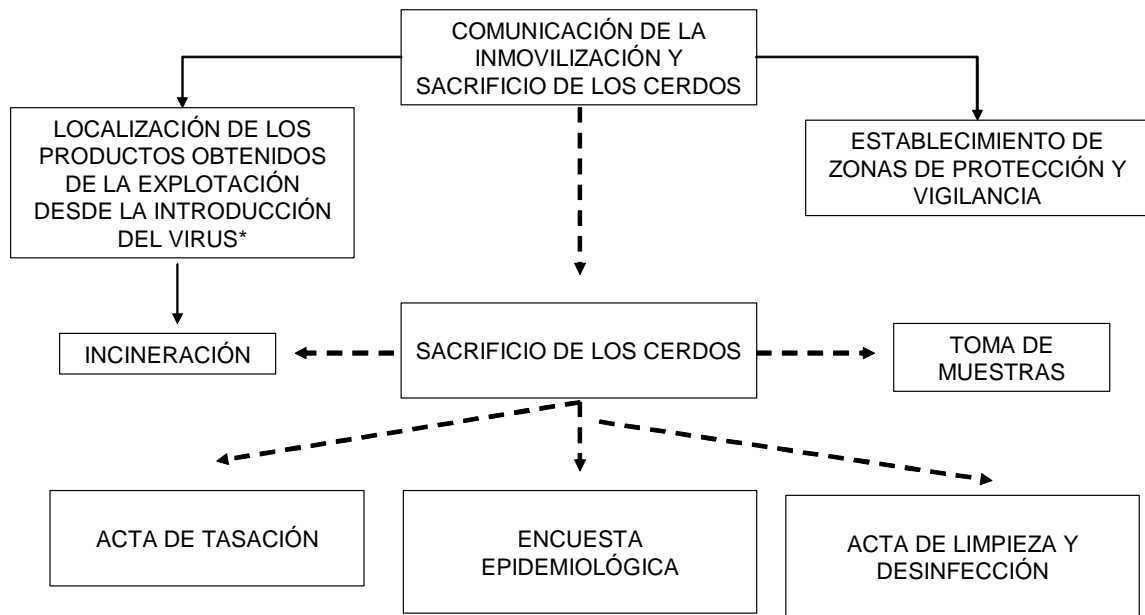 COMUNICACIÓN DE LA
INMOVILIZACIÓN Y
SACRIFICIO DE LOS CERDOS
LOCALIZACIÓN DE LOS
PRODUCTOS OBTENIDOS
DE LA EXPLOTACIÓN
DESDE LA INTRODUCCIÓN
DEL VIRUS*
ESTABLECIMIENTO DE
ZONAS DE PROTECCIÓN Y
VIGILANCIA
INCINERACIÓN
SACRIFICIO DE LOS CERDOS
TOMA DE
MUESTRAS
ACTA DE TASACIÓN
ENCUESTA
EPIDEMIOLÓGICA
ACTA DE LIMPIEZA Y
DESINFECCIÓN